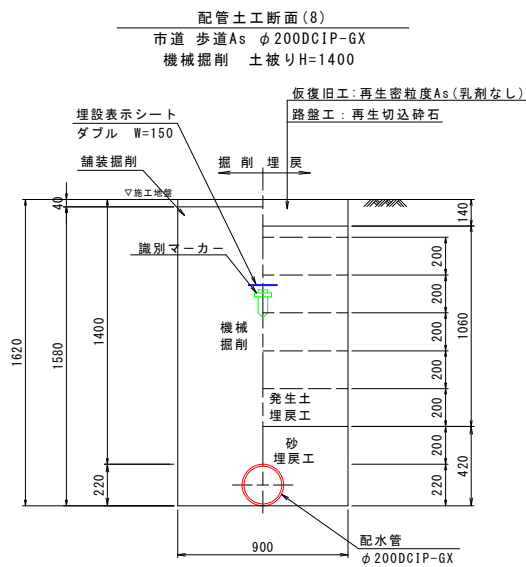 配管土工断面(8)
市道 歩道As φ200DCIP-GX
機械掘削 土被りH=1400
仮復旧工:再生密粒度As(乳剤なし)
路盤工:再生切込砕石
埋設表示シート
ダブル W=150
舗装掘削
掘削 埋戻
▽施工地盤
識別マーカー
機械
掘削
発生土
埋戻工
砂
埋戻工
配水管
φ200DCIP-GX
1620
40
1580
1400
220
900
200
200
200
200
200
200
220
140
1060
420